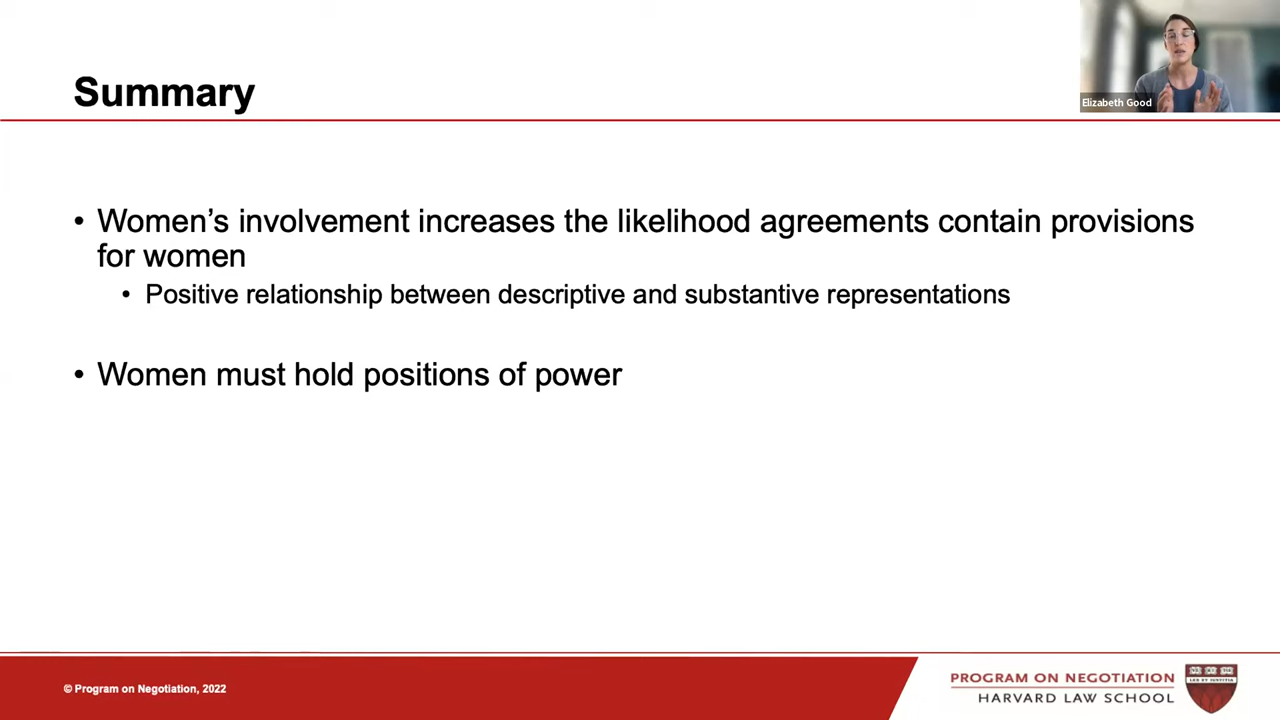 Summary
Elizabeth Good
• Women’s involvement increases the likelihood agreements contain provisions
for women
• Positive relationship between descriptive and substantive representations
• Women must hold positions of power
© Program on Negotiation, 2022
PROGRAM ON NEGOTIATION
HARVARD LAW SCHOOL